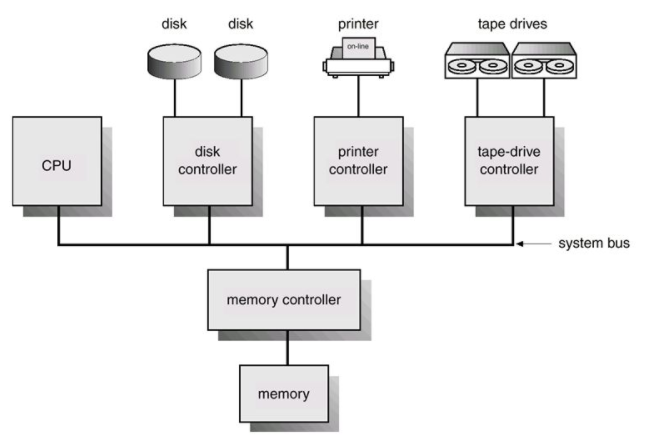 disk
disk
printer
tape drives
on-line
CPU
disk
controller
printer
controller
tape-drive
controller
system bus
memory controller
memory